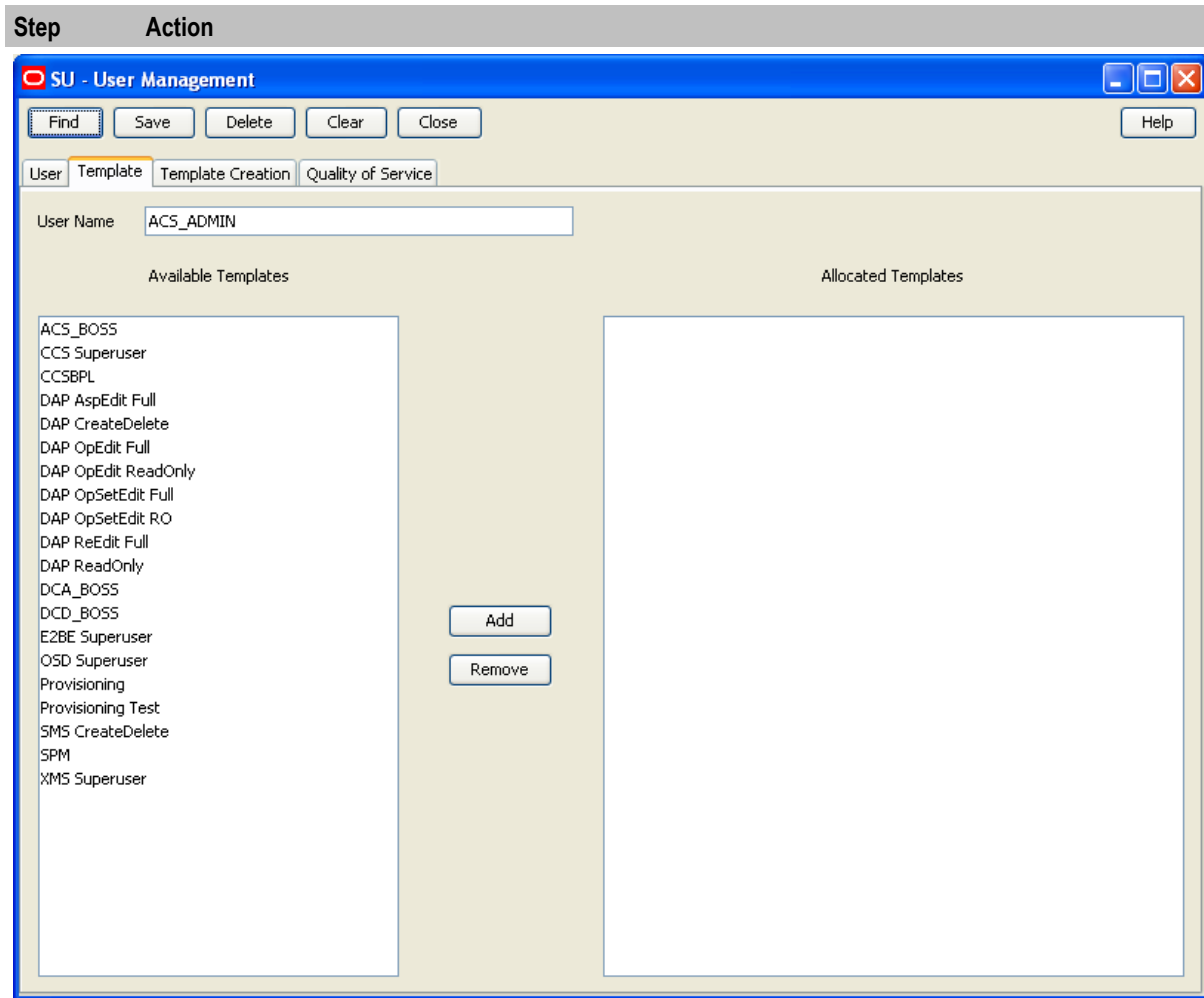 Step Action
SU - User Management
Find Save Delete Clear Close Help
User Template Template Creation Quality of Service
User Name ACS_ADMIN
Available Templates Allocated Templates
ACS_BOSS
CCS Superuser
CCSBPL
DAP AspEdit Full
DAP CreateDelete
DAP OpEdit Full
DAP OpEdit ReadOnly
DAP OpSetEdit Full
DAP OpSetEdit RO
DAP ReEdit Full
DAP ReadOnly
DCA_BOSS
DCD_BOSS
E2BE Superuser
OSD Superuser
Provisioning
Provisioning Test
SMS CreateDelete
SPM
XMS Superuser
Add
Remove